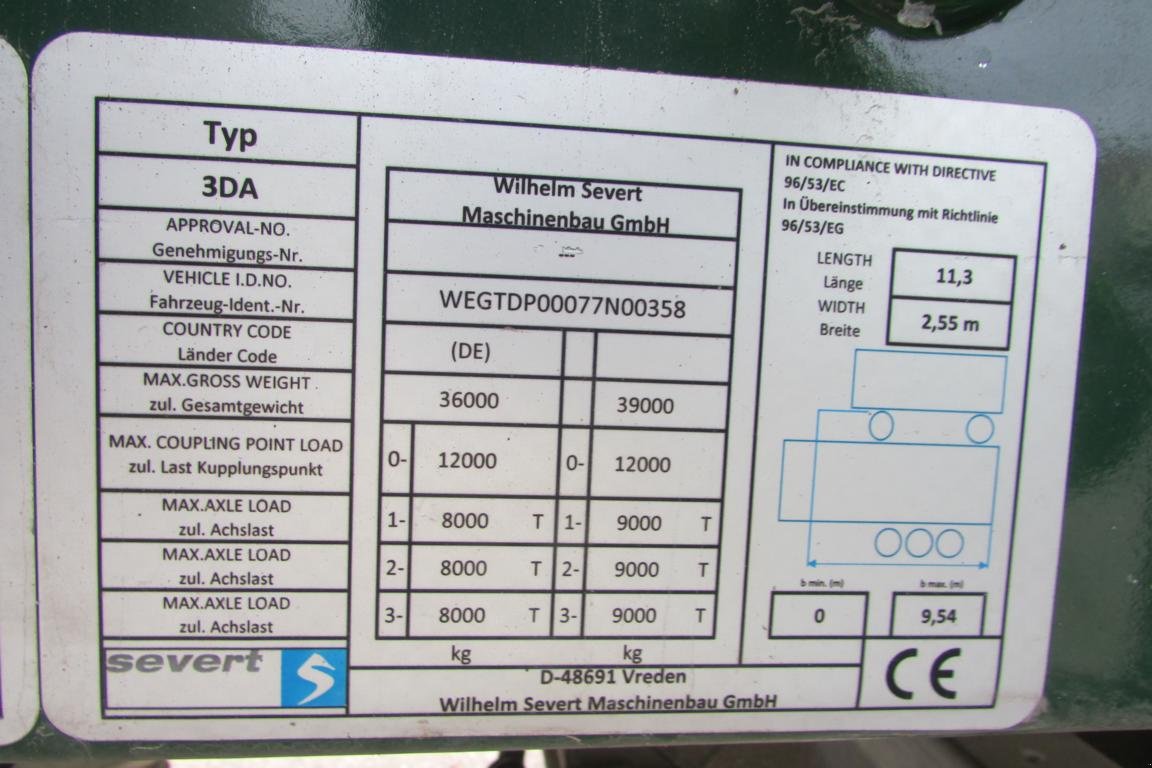 Typ
3DA
APPROVAL-NO.
Genehmigungs-Nr.
VEHICLE I.D.NO.
Fahrzeug-Ident.-Nr.
COUNTRY CODE
Länder Code
MAX.GROSS WEIGHT
zul. Gesamtgewicht
MAX. COUPLING POINT LOAD
zul. Last Kupplungspunkt
MAX.AXLE LOAD
zul. Achslast
MAX.AXLE LOAD
zul. Achslast
MAX.AXLE LOAD
zul. Achslast
severt
Wilhelm Severt
Maschinenbau GmbH
---
WEGTDP00077N00358
(DE)
36000 39000
0- 12000 0- 12000
1- 8000 T 1- 9000 T
2- 8000 T 2- 9000 T
3- 8000 T 3- 9000 T
kg kg
D-48691 Vreden
Wilhelm Severt Maschinenbau GmbH
IN COMPLIANCE WITH DIRECTIVE
96/53/EC
In Übereinstimmung mit Richtlinie
96/53/EG
LENGTH
Länge
11,3
WIDTH
Breite
2,55 m
b min. (m) b max. (m)
0 9,54
CE